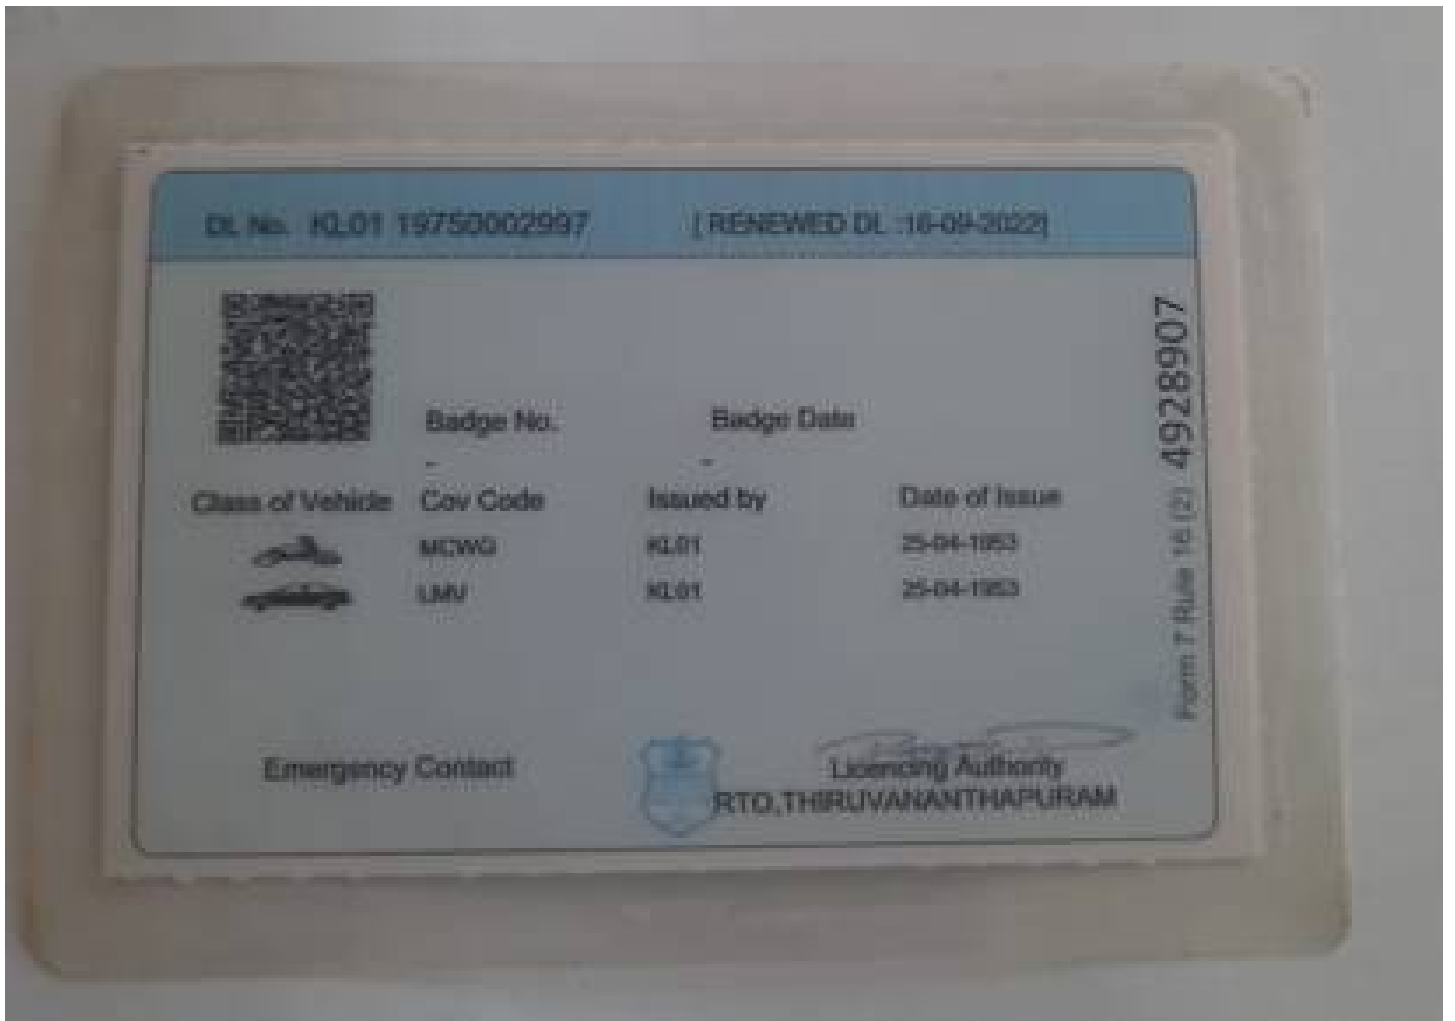 DL No. KL01 19750002997 [ RENEWED DL :16-09-2022]
Badge No. Badge Date
- -
Class of Vehicle Cov Code Issued by Date of Issue
MCWG KL01 25-04-1953
LMV KL01 25-04-1953
Form 7 Rule 16 (2) 4928907
Emergency Contact
Licencing Authority
RTO,THIRUVANANTHAPURAM